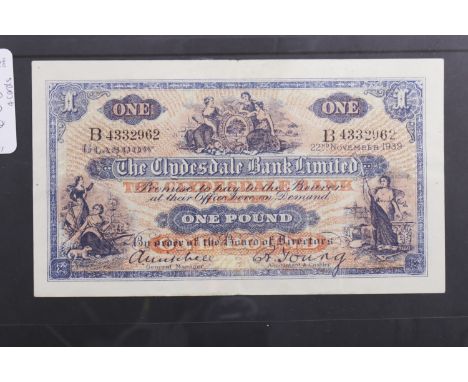 ONE ONE
B 4332962 B 4332962
GLASGOW 22ND NOVEMBER 1939
The Clydesdale Bank Limited
Promise to pay to the Bearer
at their Office here on Demand
ONE POUND
By order of the Board of Directors
General Manager